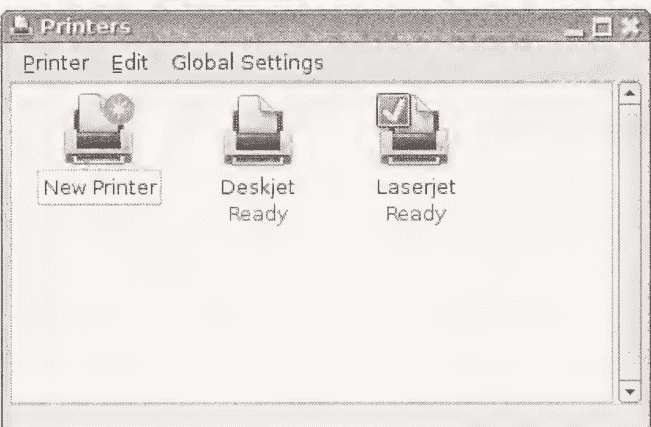 Printers
Printer Edit Global Settings
New Printer Deskjet Laserjet
Ready Ready